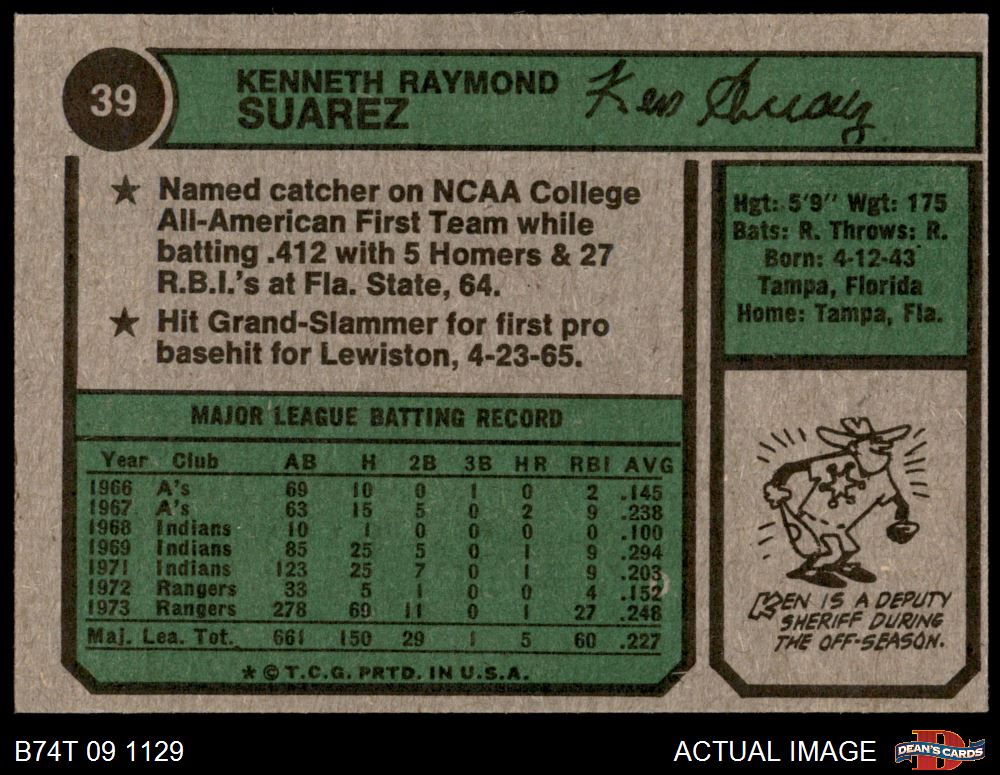 39
KENNETH RAYMOND
SUAREZ
Ken Suarez
★ Named catcher on NCAA College
All-American First Team while
batting .412 with 5 Homers & 27
R.B.I.'s at Fla. State, 64.
★ Hit Grand-Slammer for first pro
basehit for Lewiston, 4-23-65.
Hgt: 5'9" Wgt: 175
Bats: R. Throws: R.
Born: 4-12-43
Tampa, Florida
Home: Tampa, Fla.
MAJOR LEAGUE BATTING RECORD
Year Club AB H 2B 3B HR RBI AVG
1966 A's 69 10 0 1 0 2 .145
1967 A's 63 15 5 0 2 9 .238
1968 Indians 10 1 0 0 0 0 .100
1969 Indians 85 25 5 0 1 9 .294
1971 Indians 123 25 7 0 1 9 .203
1972 Rangers 33 5 1 0 0 4 .152
1973 Rangers 278 69 11 0 1 27 .248
Maj. Lea. Tot. 661 150 29 1 5 60 .227
* © T.C.G. PRTD. IN U.S.A.
KEN IS A DEPUTY
SHERIFF DURING
THE OFF-SEASON.
B74T 09 1129
ACTUAL IMAGE
D
DEAN'S CARDS